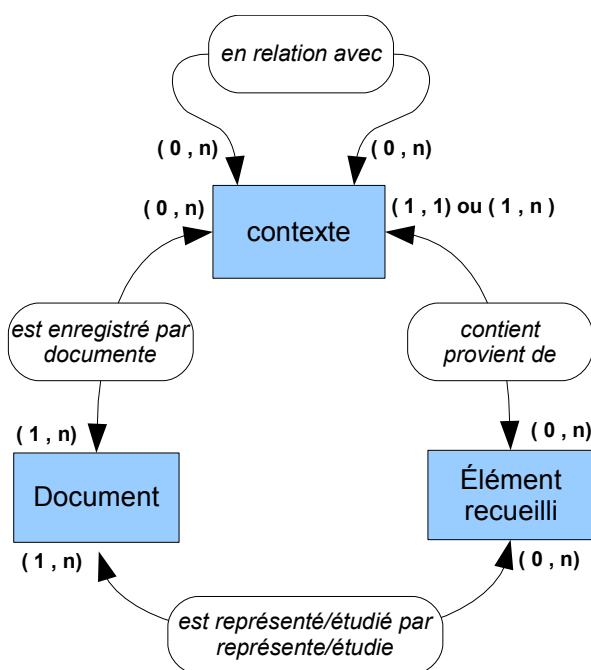 en relation avec
( 0 , n)
( 0 , n)
( 0 , n)
( 1 , 1) ou ( 1 , n )
contexte
est enregistré par
documente
contient
provient de
( 1 , n)
( 0 , n)
Document
Élément
recueilli
( 1 , n)
( 0 , n)
est représenté/étudié par
représente/étudie